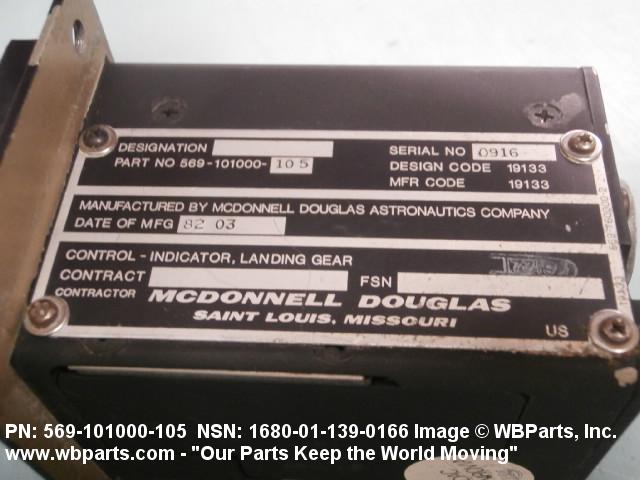 DESIGNATION
SERIAL NO 0916
PART NO 569-101000- 105
DESIGN CODE 19133
MFR CODE 19133
MANUFACTURED BY MCDONNELL DOUGLAS ASTRONAUTICS COMPANY
DATE OF MFG 82 03
CONTROL - INDICATOR, LANDING GEAR
CONTRACT
FSN
CONTRACTOR MCDONNELL DOUGLAS
SAINT LOUIS, MISSOURI
US
PN: 569-101000-105 NSN: 1680-01-139-0166 Image © WBParts, Inc.
www.wbparts.com - "Our Parts Keep the World Moving"